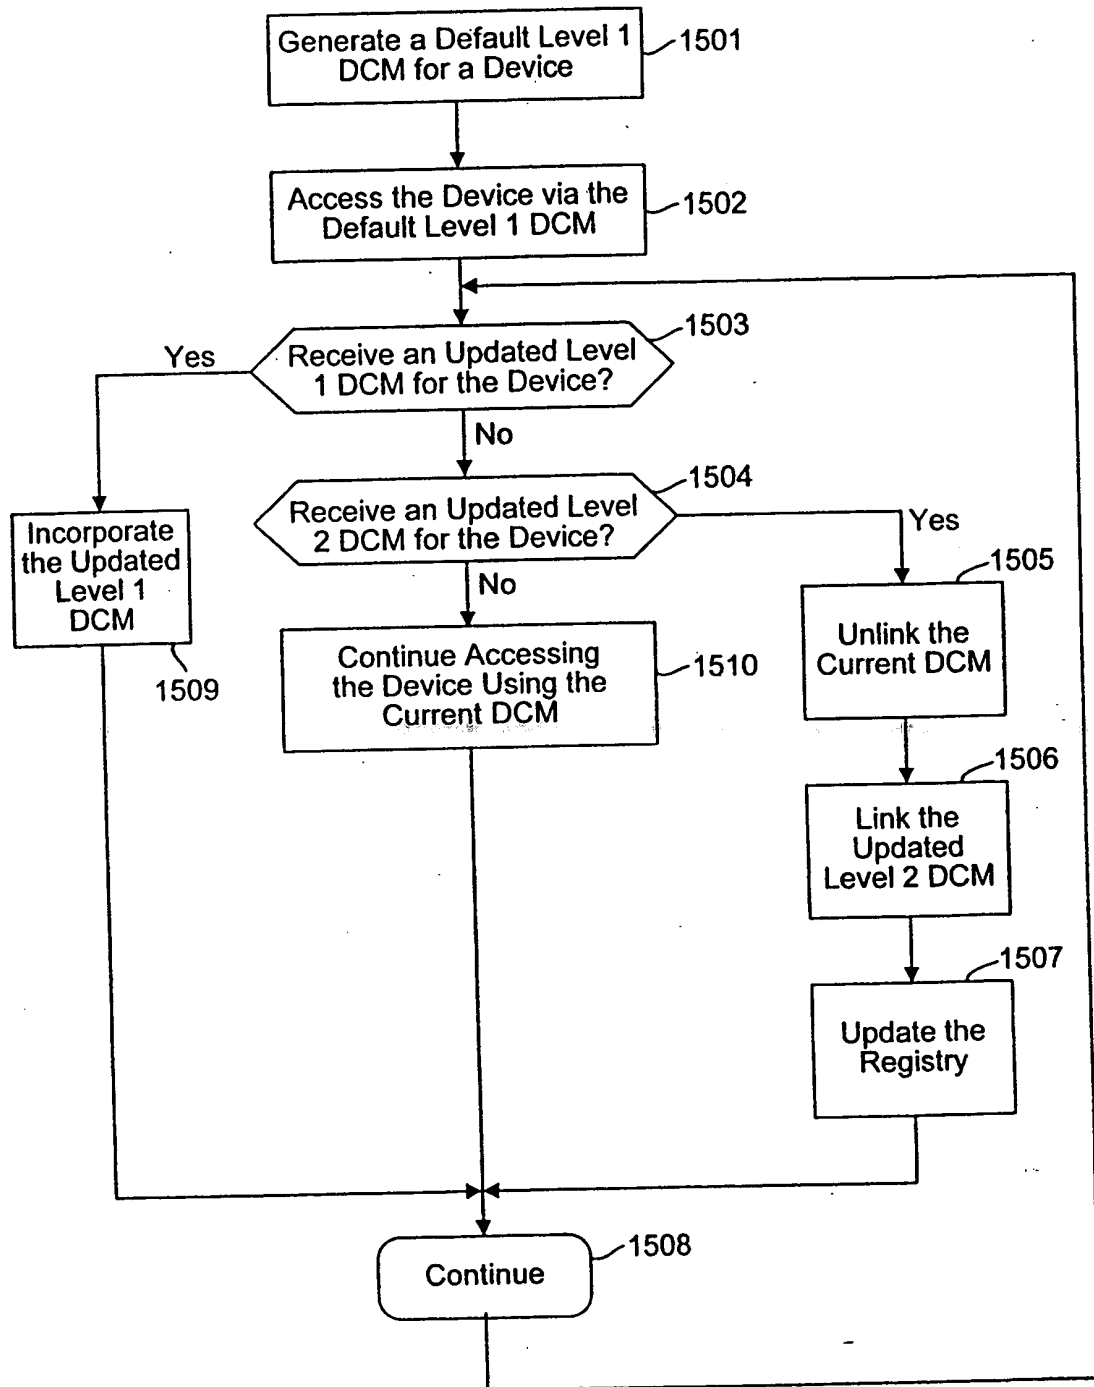 Generate a Default Level 1
DCM for a Device
1501
Access the Device via the
Default Level 1 DCM
1502
Receive an Updated Level
1 DCM for the Device?
1503
Yes
No
Receive an Updated Level
2 DCM for the Device?
1504
Yes
No
Incorporate
the Updated
Level 1
DCM
1509
Continue Accessing
the Device Using the
Current DCM
1510
Unlink the
Current DCM
1505
Link the
Updated
Level 2 DCM
1506
Update the
Registry
1507
Continue
1508